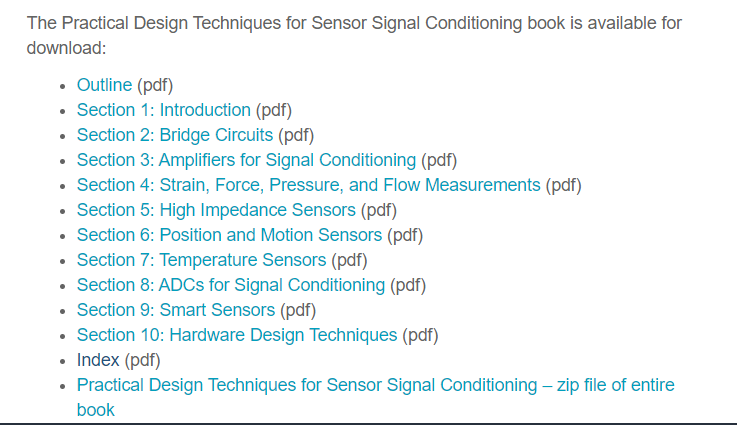 The Practical Design Techniques for Sensor Signal Conditioning book is available for
download:
• Outline (pdf)
• Section 1: Introduction (pdf)
• Section 2: Bridge Circuits (pdf)
• Section 3: Amplifiers for Signal Conditioning (pdf)
• Section 4: Strain, Force, Pressure, and Flow Measurements (pdf)
• Section 5: High Impedance Sensors (pdf)
• Section 6: Position and Motion Sensors (pdf)
• Section 7: Temperature Sensors (pdf)
• Section 8: ADCs for Signal Conditioning (pdf)
• Section 9: Smart Sensors (pdf)
• Section 10: Hardware Design Techniques (pdf)
• Index (pdf)
• Practical Design Techniques for Sensor Signal Conditioning – zip file of entire
book